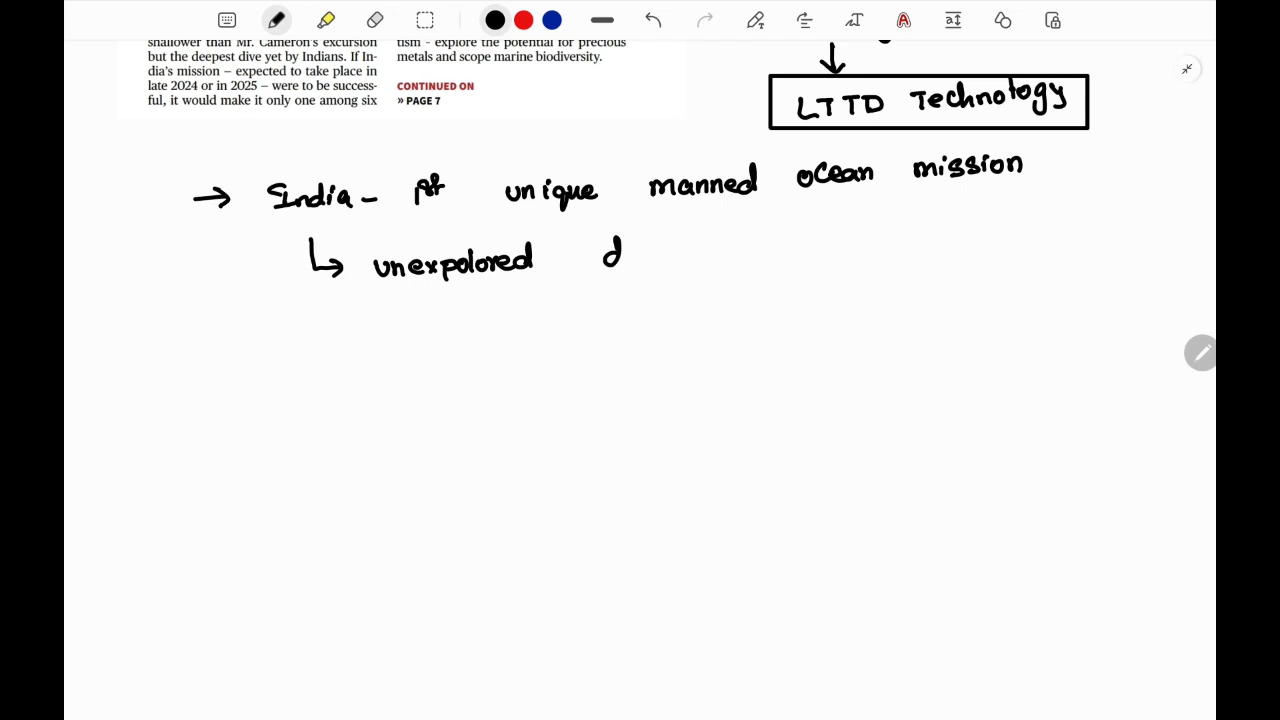 shallower than Mr. Cameron's excursion
but the deepest dive yet by Indians. If In-
dia's mission – expected to take place in
late 2024 or in 2025 – were to be success-
ful, it would make it only one among six
tism – explore the potential for precious
metals and scope marine biodiversity.
CONTINUED ON
» PAGE 7
LTTD Technology
→ India - 1st unique manned ocean mission
↳ unexpolored d